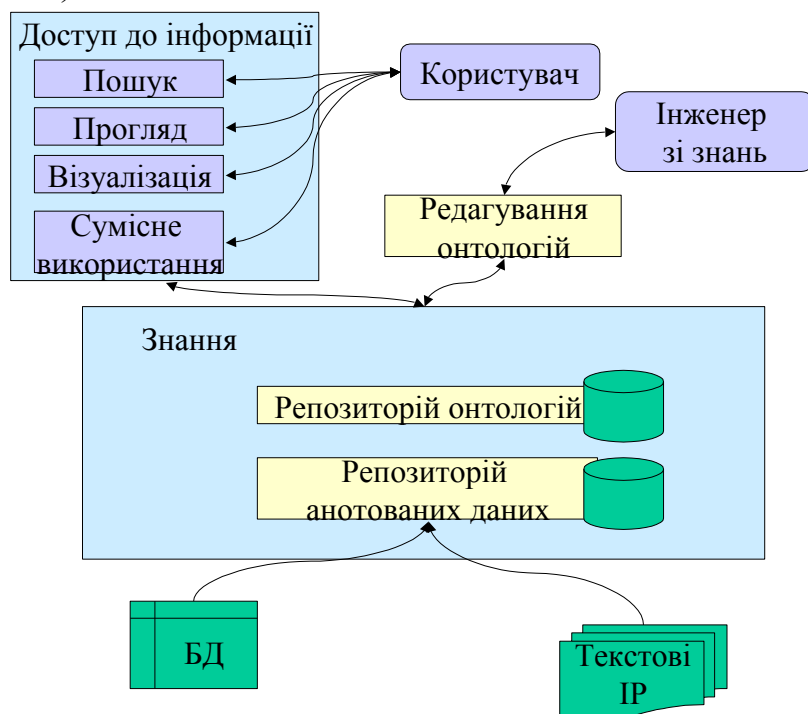 )
Доступ до інформації
Пошук
Прогляд
Візуалізація
Сумісне
використання
Користувач
Інженер
зі знань
Редагування
онтологій
Знання
Репозиторій онтологій
Репозиторій
анотованих даних
БД
Текстові
ІР